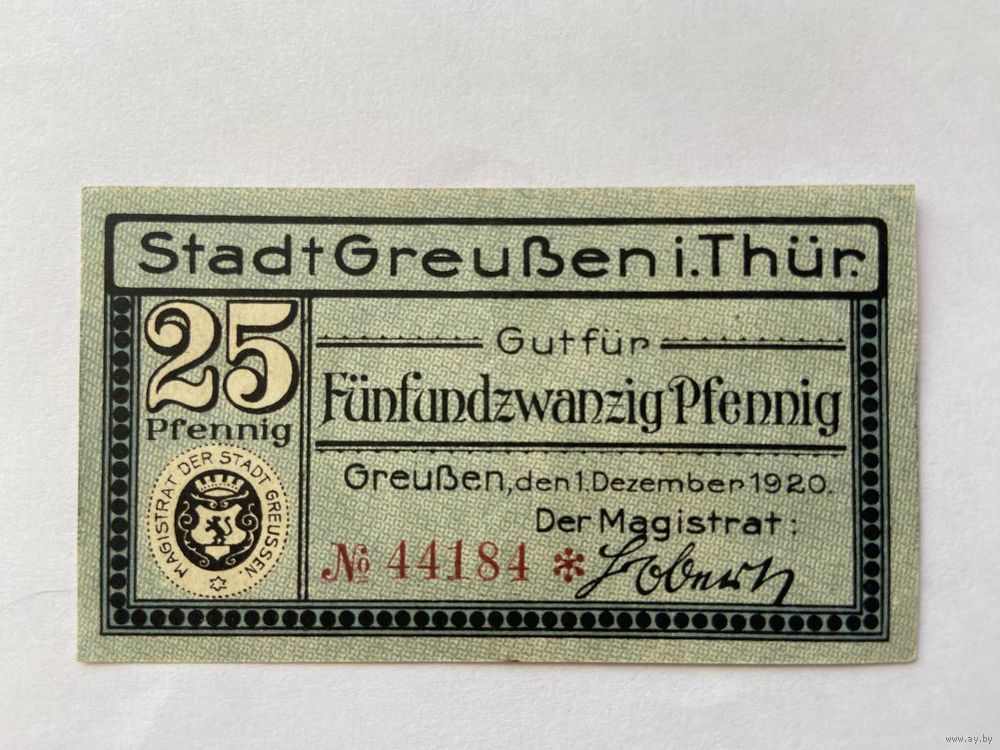 Stadt Greußen i. Thür.
25
Pfennig
MAGISTRAT DER STADT GREUSSEN
Gut für
Fünfundzwanzig Pfennig
Greußen, den 1. Dezember 1920.
Der Magistrat:
№ 44184 *
www.ay.by